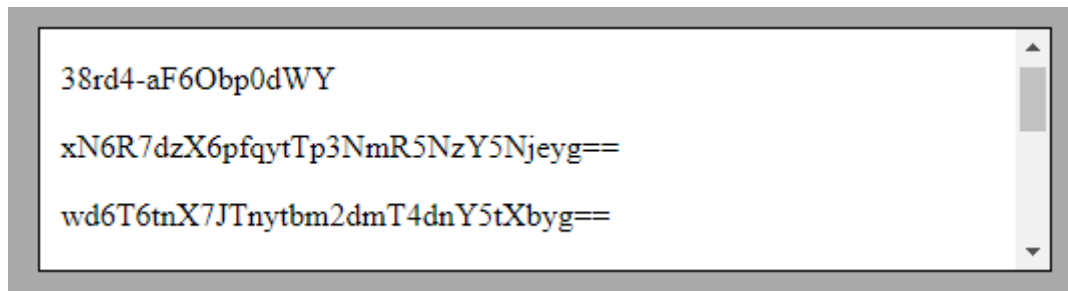 38rd4-aF6Obp0dWY
xN6R7dzX6pfqytTp3NmR5NzY5Njeyg==
wd6T6tnX7JTnytbm2dmT4dnY5tXbyg==